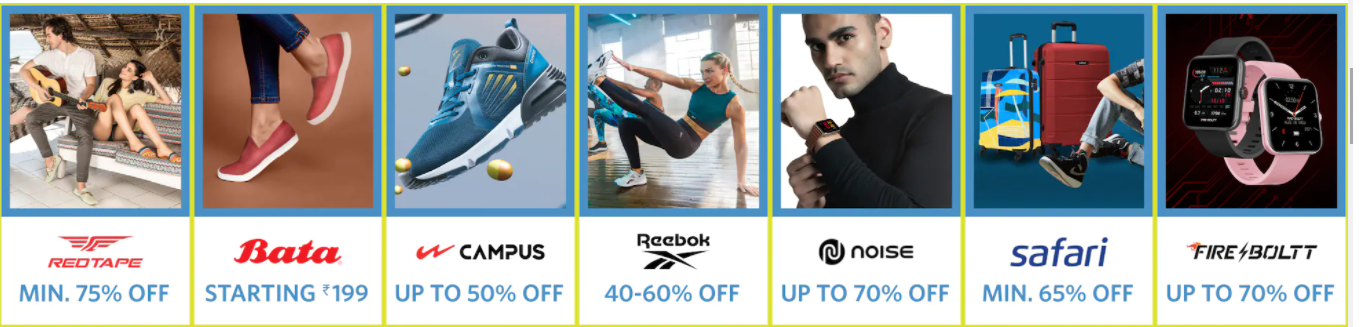 REDTAPE
MIN. 75% OFF
Bata
STARTING ₹199
CAMPUS
UP TO 50% OFF
Reebok
40-60% OFF
NOISE
UP TO 70% OFF
safari
MIN. 65% OFF
FIRE BOLTT
UP TO 70% OFF